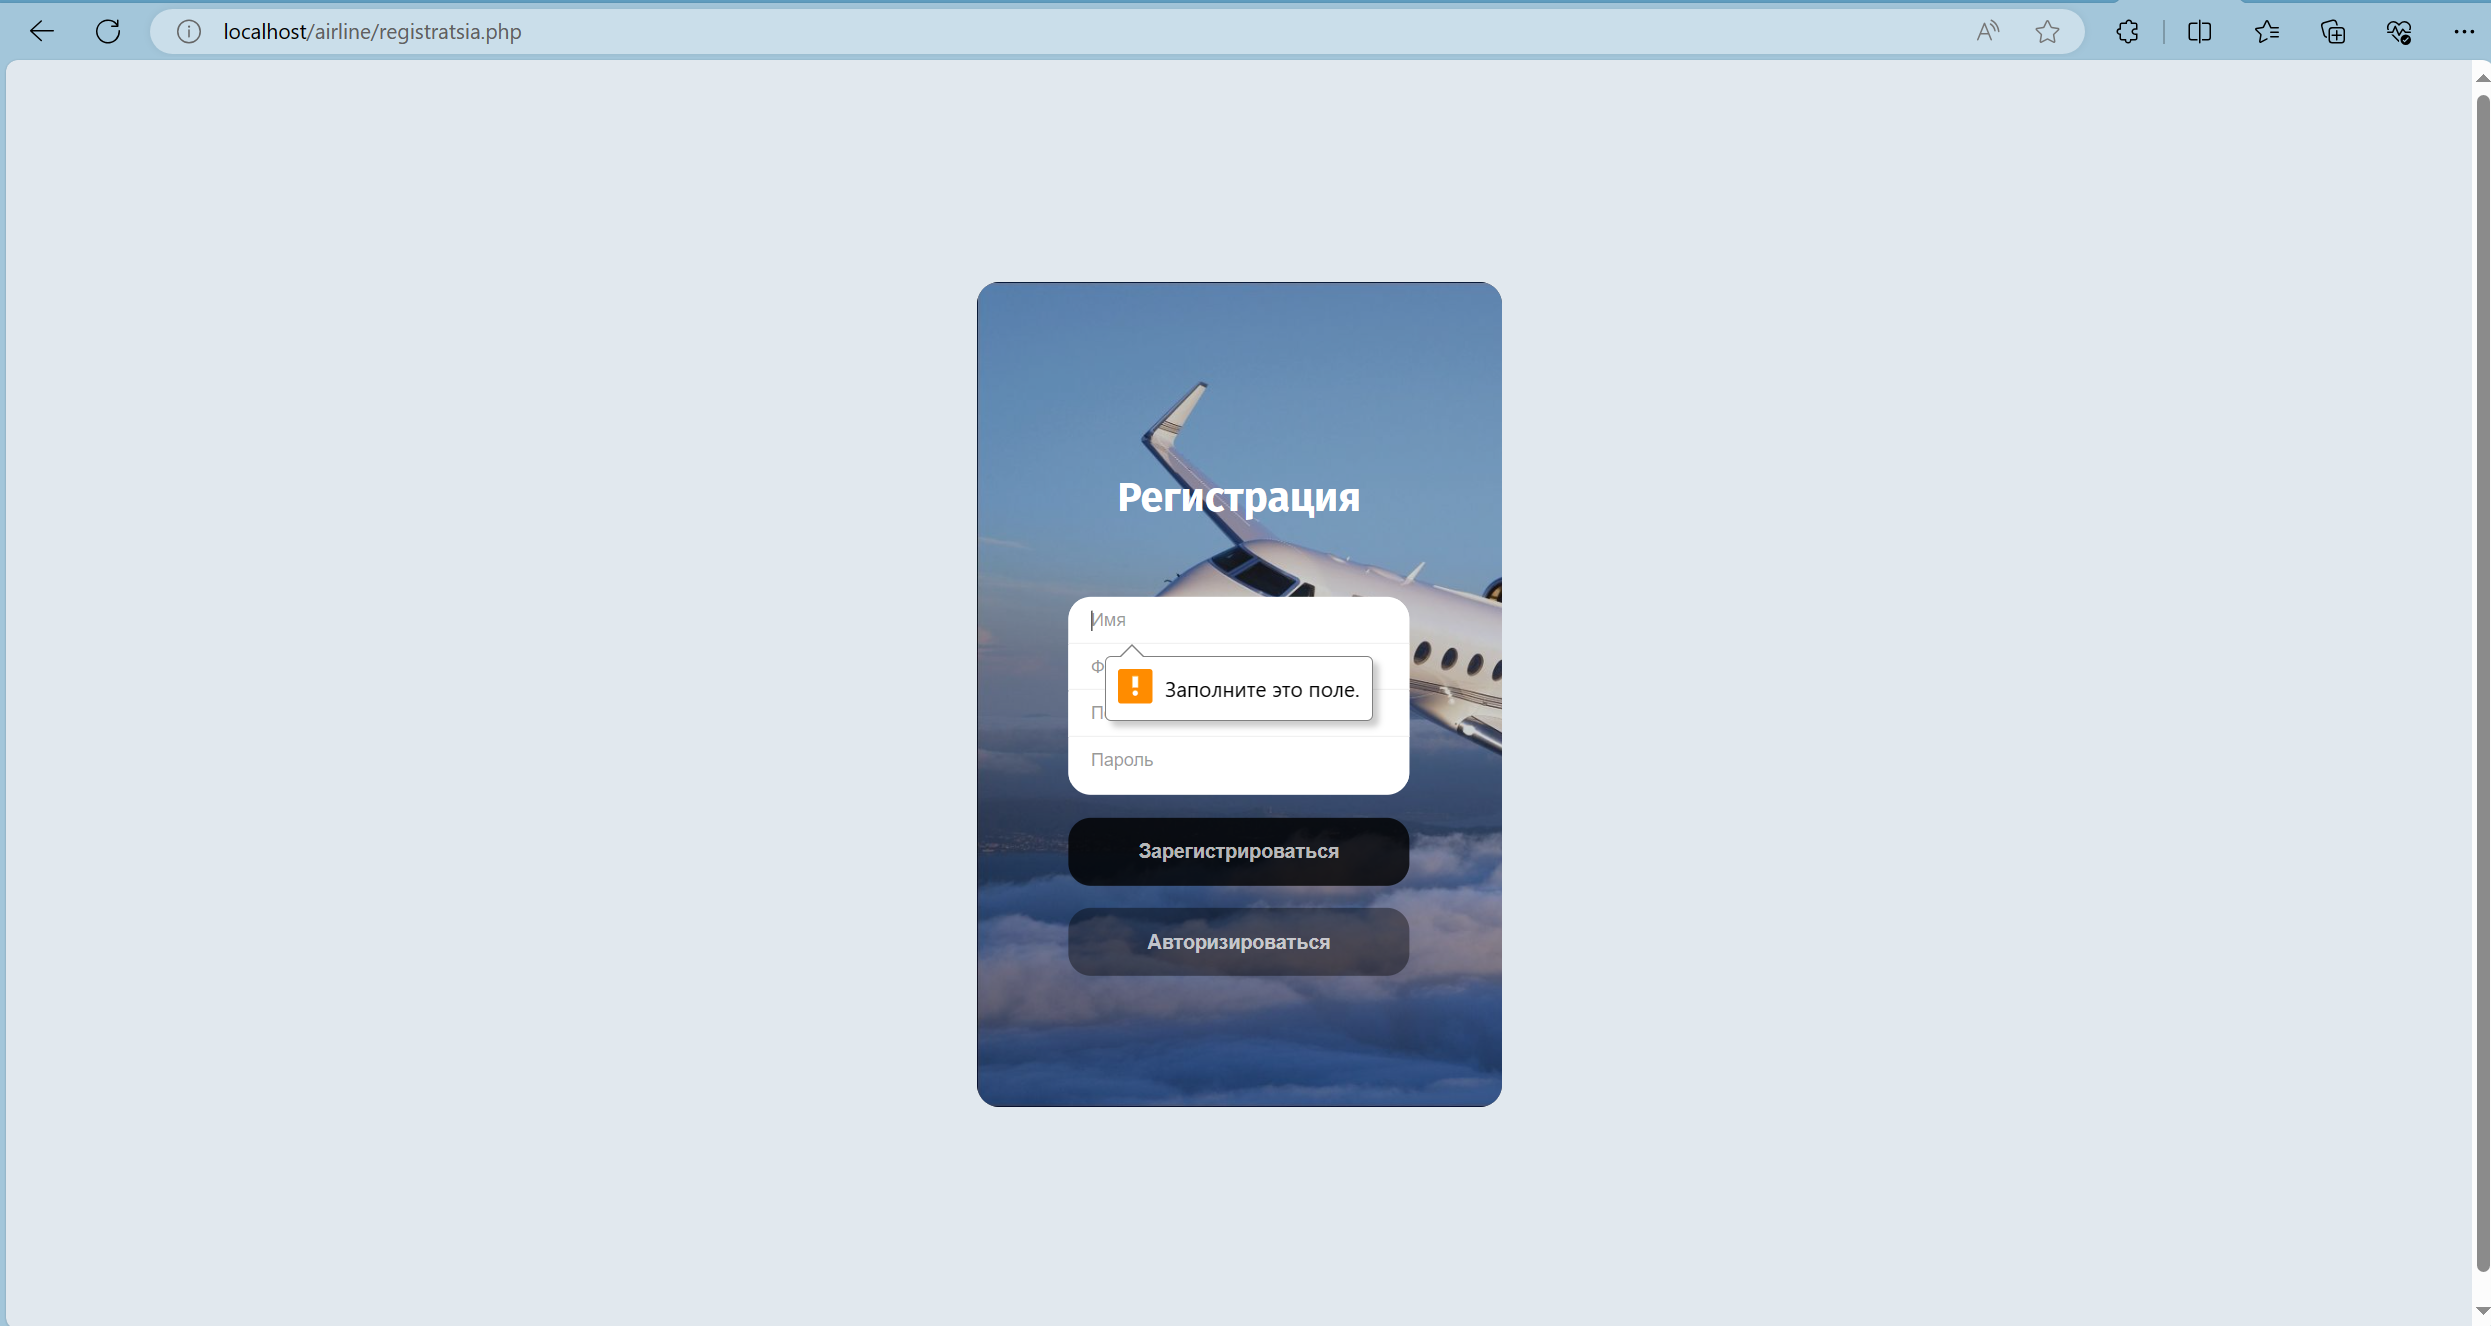 localhost/airline/registratsia.php
Регистрация
Имя
Заполните это поле.
Пароль
Зарегистрироваться
Авторизироваться